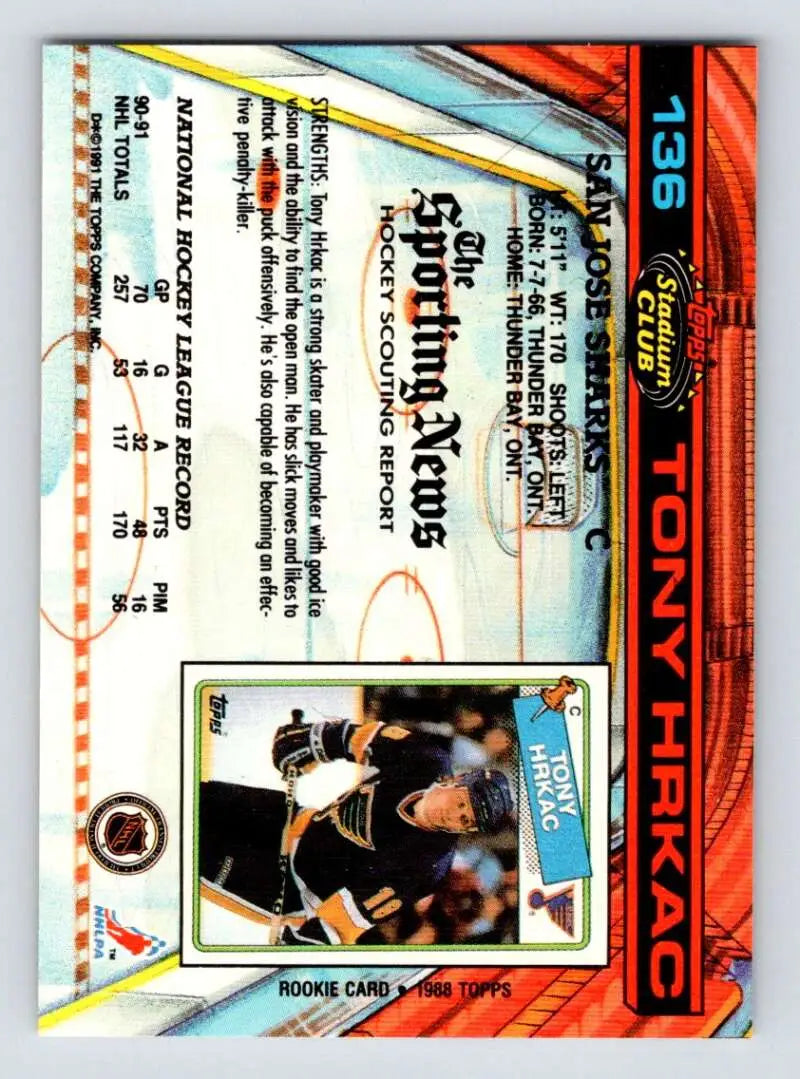 136
TOPPS
Stadium
CLUB
TONY HRKAC
SAN JOSE SHARKS C
HT: 5'11" WT: 170 SHOOTS: LEFT
BORN: 7-7-66, THUNDER BAY, ONT.
HOME: THUNDER BAY, ONT.
The
Sporting News
HOCKEY SCOUTING REPORT
STRENGTHS: Tony Hrkac is a strong skater and playmaker with good ice
vision and the ability to find the open man. He has slick moves and likes to
attack with the puck offensively. He's also capable of becoming an effec-
tive penalty-killer.
NATIONAL HOCKEY LEAGUE RECORD
GP G A PTS PIM
90-91 70 16 32 48 16
NHL TOTALS 257 53 117 170 56
D*©1991 THE TOPPS COMPANY, INC.
C
TONY
HRKAC
18
TOPPS
ROOKIE CARD • 1988 TOPPS
NHL
®
NHLPA
™